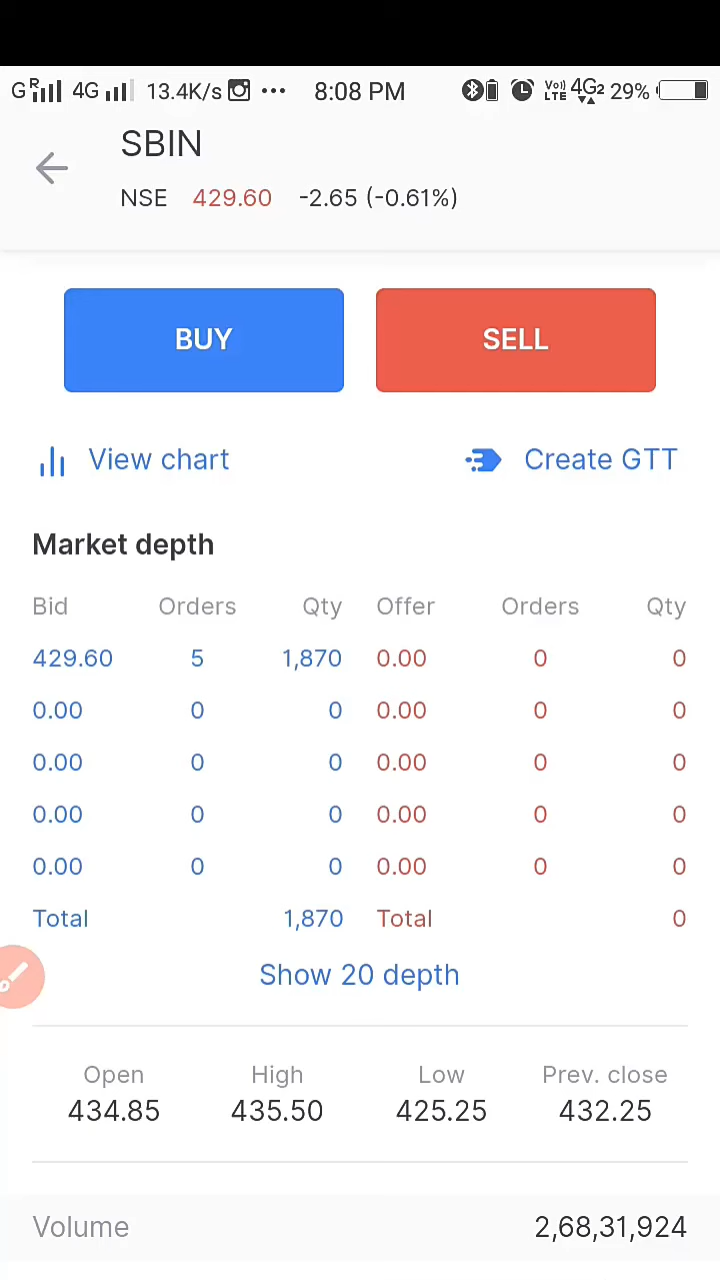 G R 4G 13.4K/s ••• 8:08 PM Vo)) LTE 4G2 29%
SBIN
NSE 429.60 -2.65 (-0.61%)
BUY SELL
View chart Create GTT
Market depth
Bid Orders Qty Offer Orders Qty
429.60 5 1,870 0.00 0 0
0.00 0 0 0.00 0 0
0.00 0 0 0.00 0 0
0.00 0 0 0.00 0 0
0.00 0 0 0.00 0 0
Total 1,870 Total 0
Show 20 depth
Open High Low Prev. close
434.85 435.50 425.25 432.25
Volume 2,68,31,924